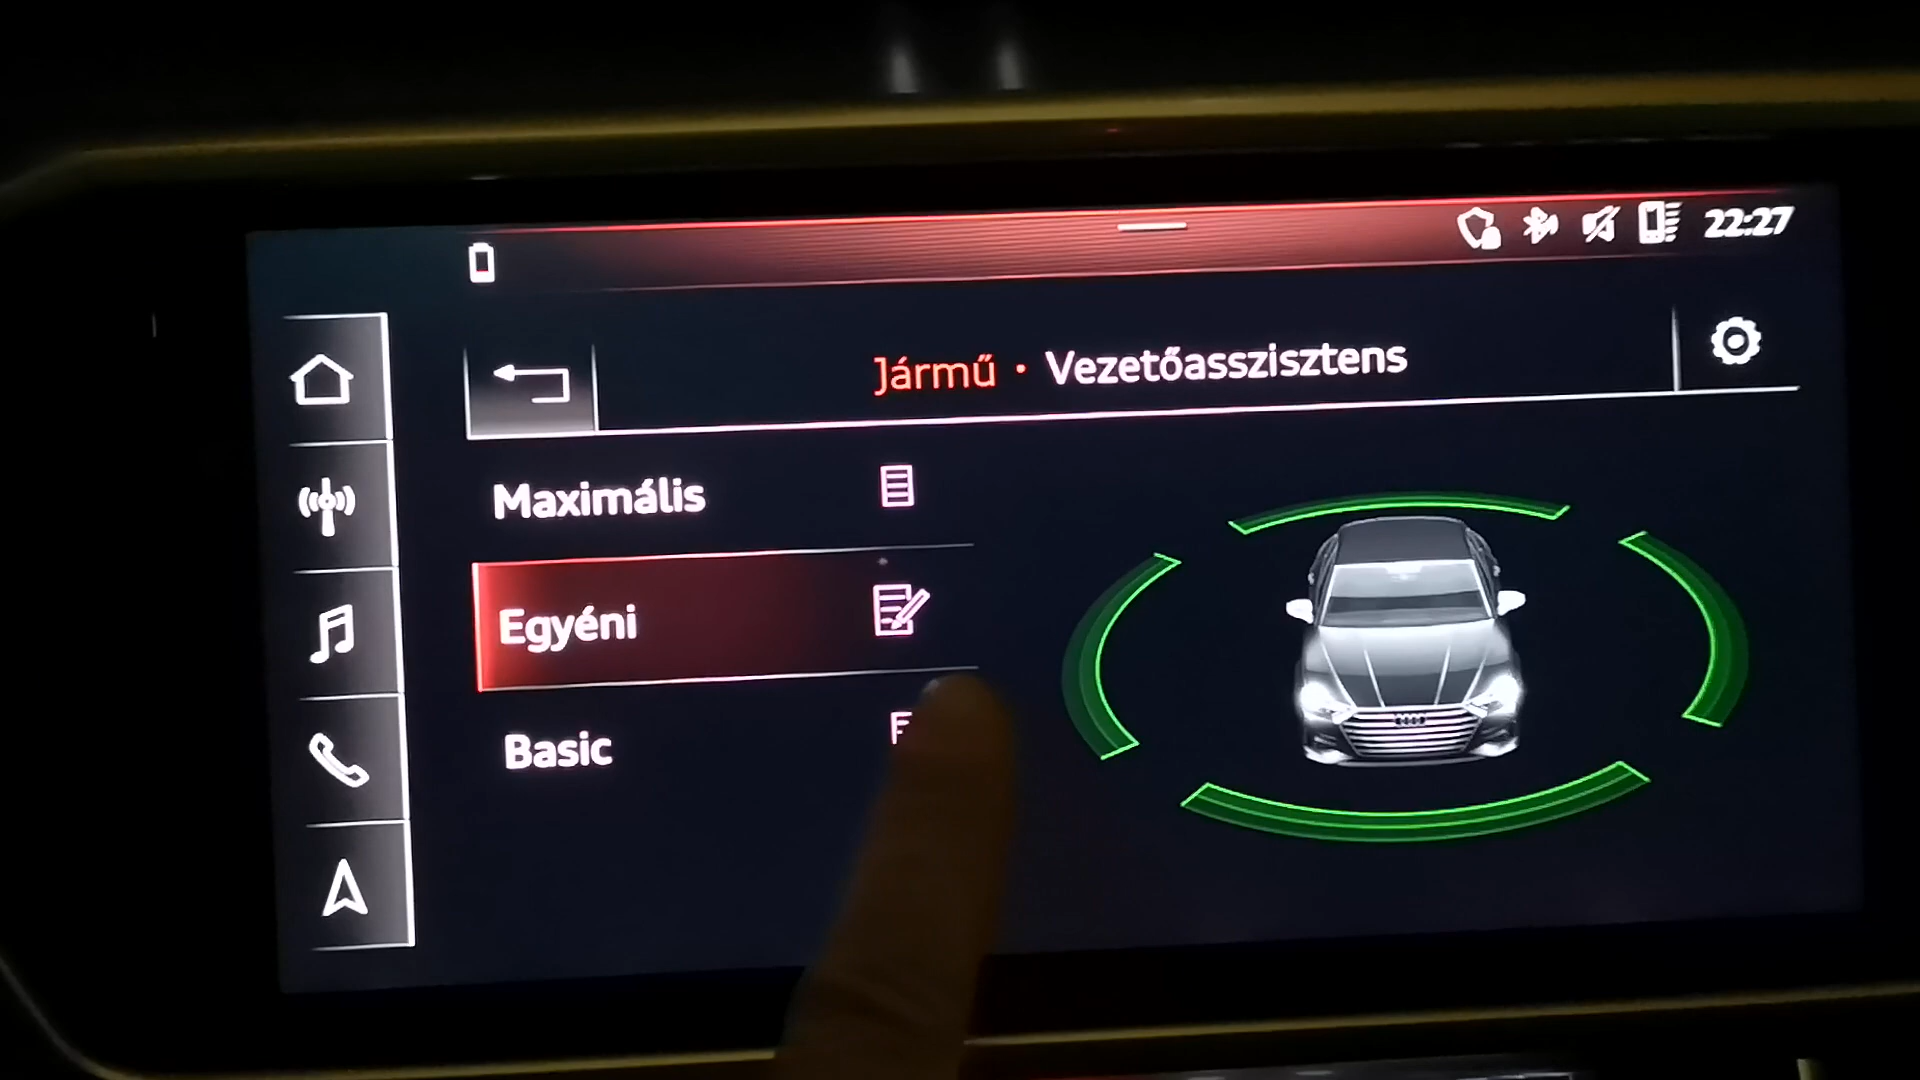 22:27
Jármű • Vezetőasszisztens
Maximális
Egyéni
Basic